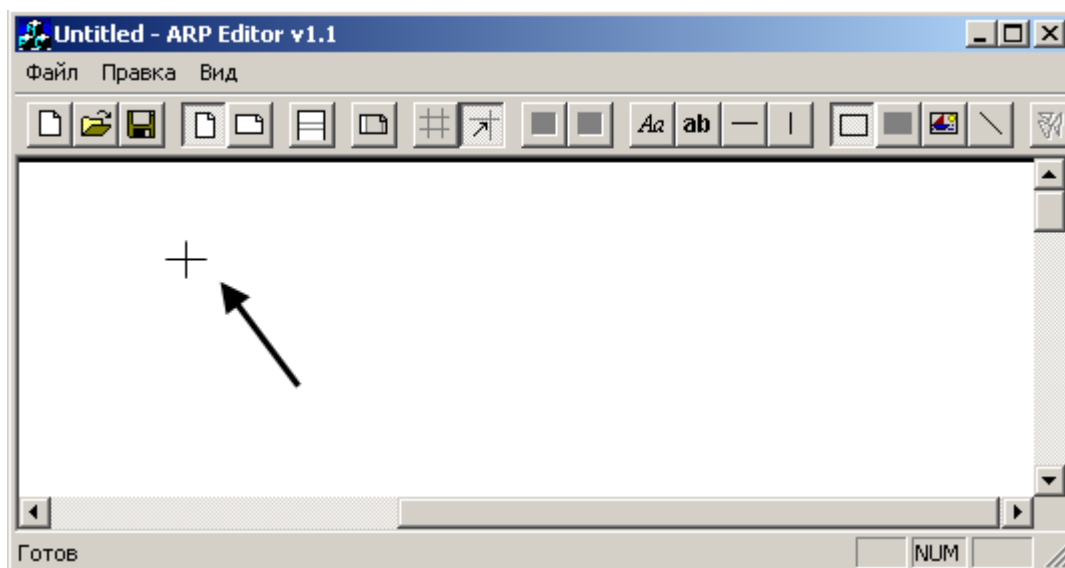 Untitled - ARP Editor v1.1
Файл Правка Вид
Aa ab
Готов NUM